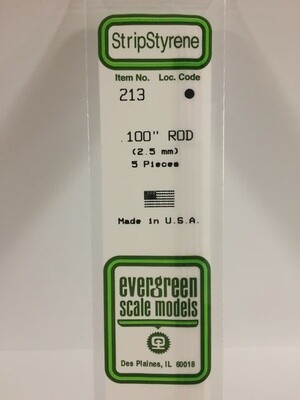 StripStyrene
Item No. Loc. Code
213
.100" ROD
(2.5 mm)
5 Pieces
Made in U.S.A.
evergreen
scale models
Des Plaines, IL 60018